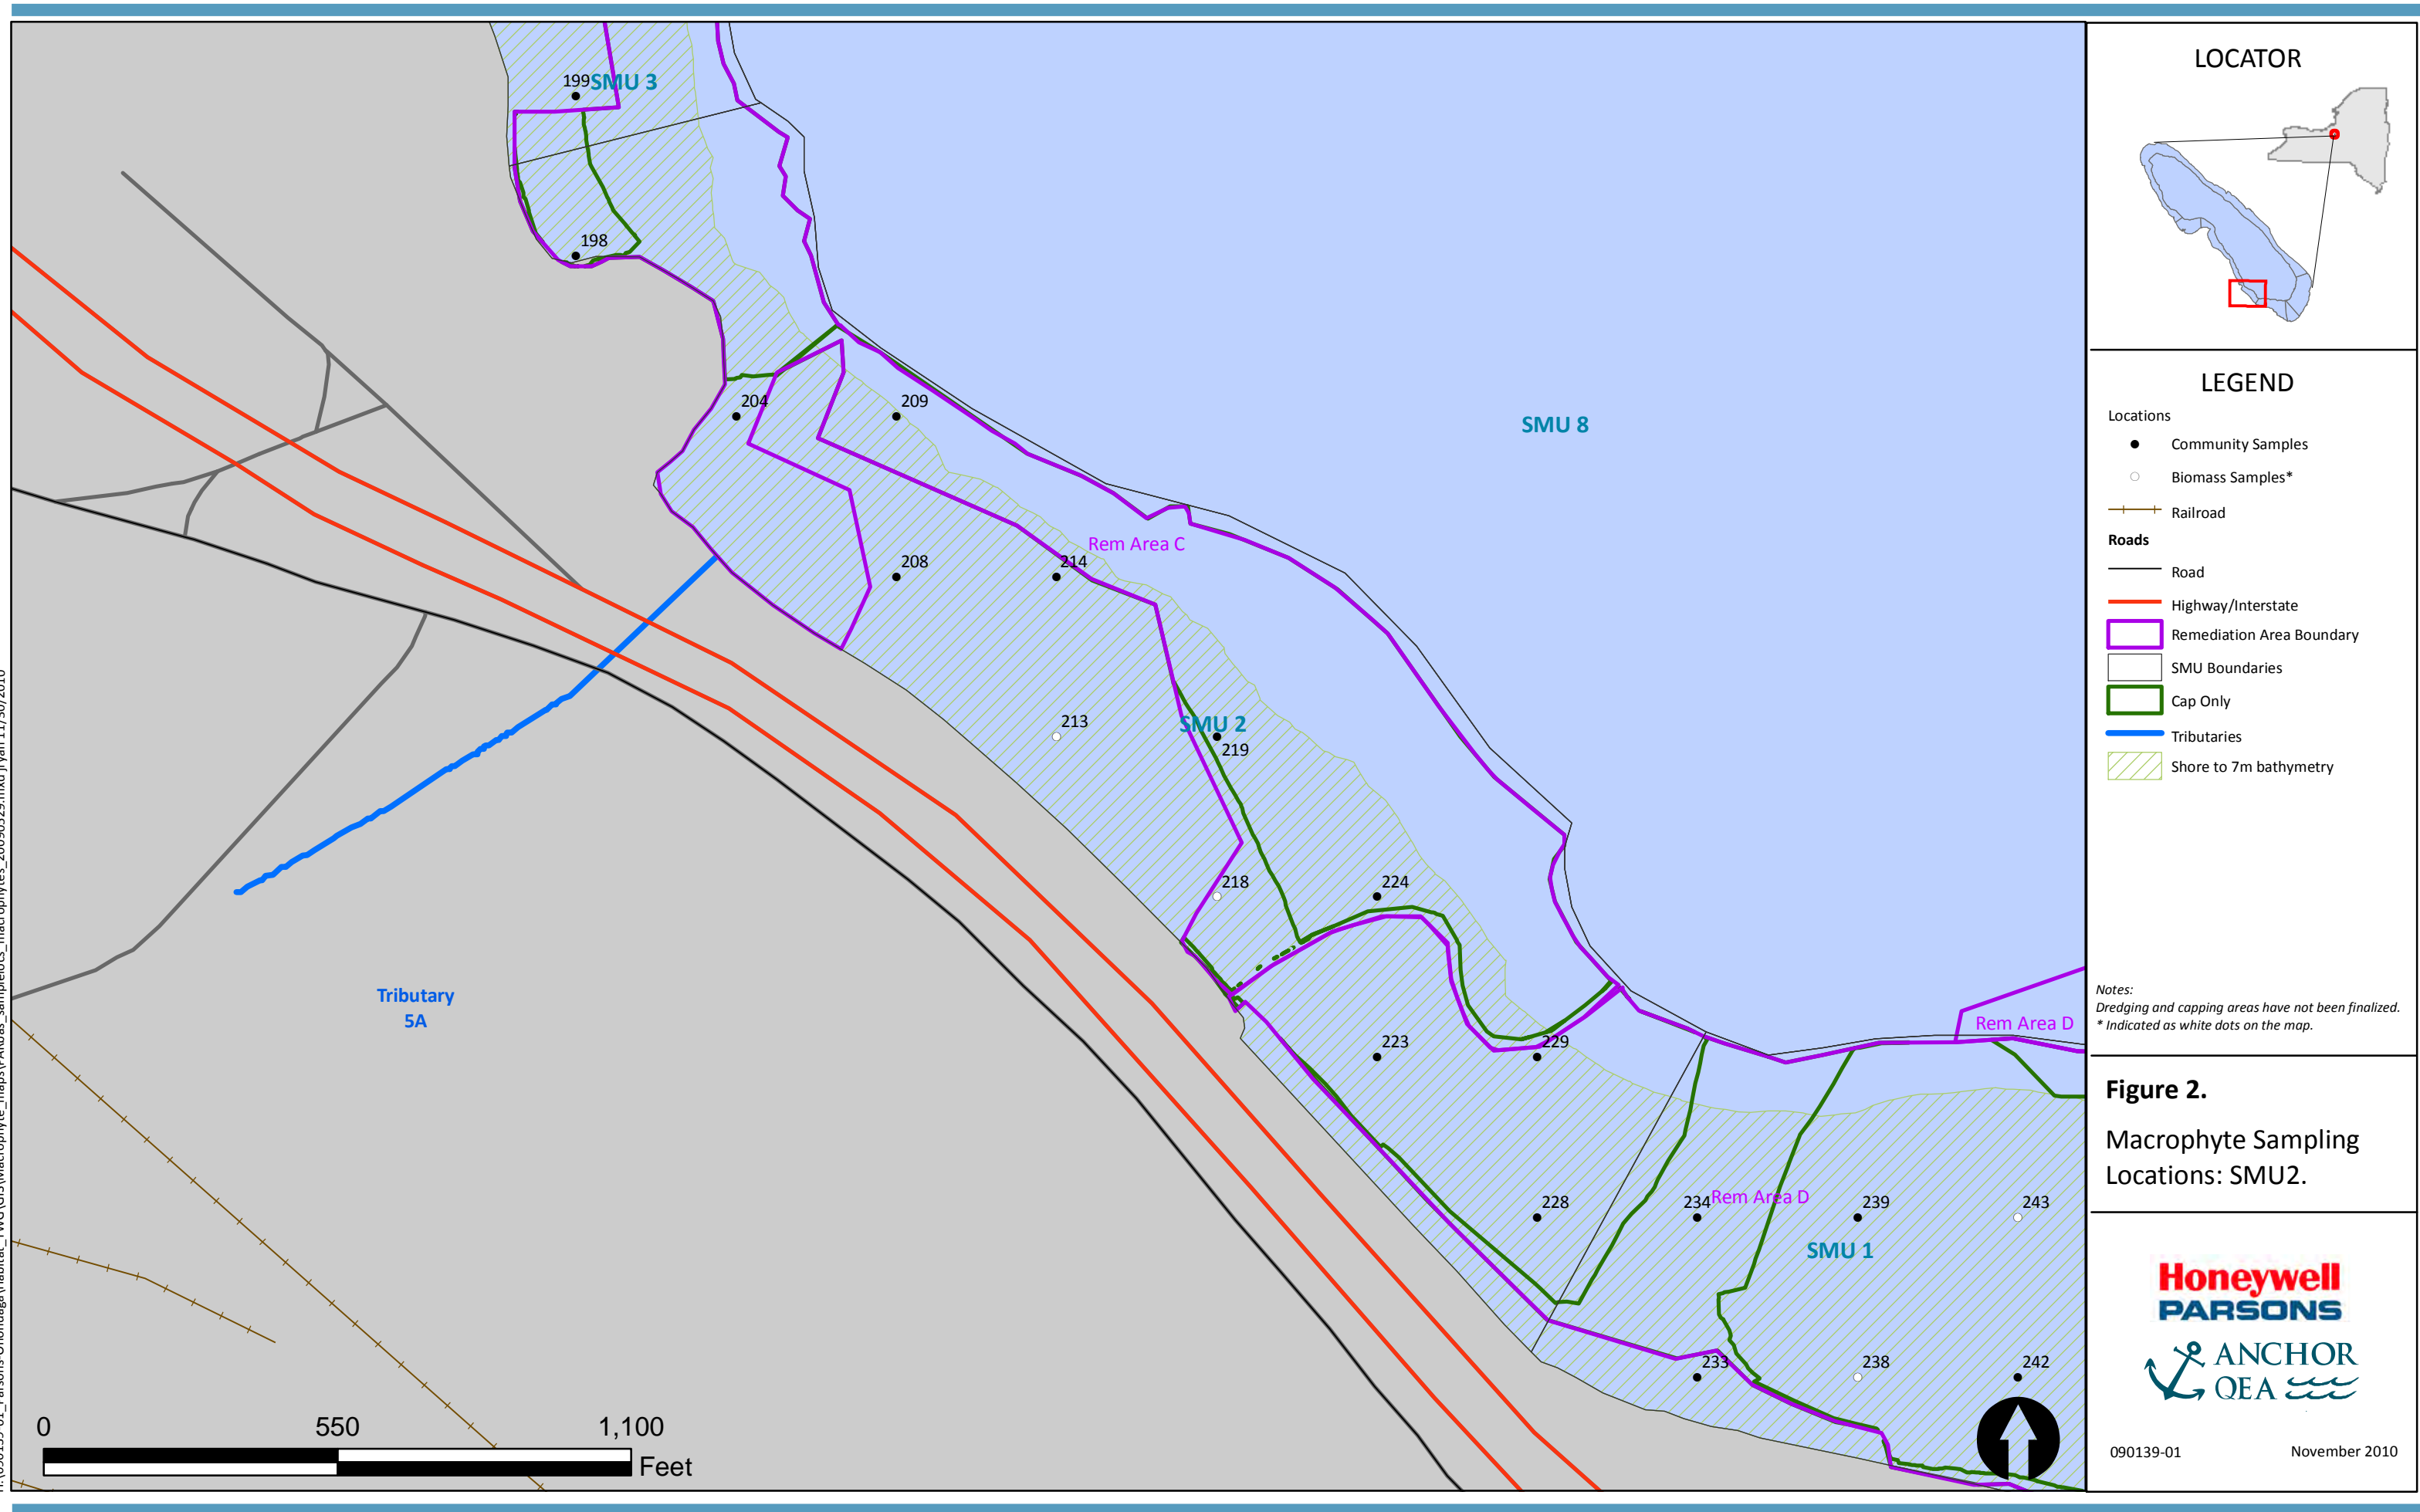 199
SMU 3
198
204
209
SMU 8
Rem Area C
208
214
213
SMU 2
219
218
224
Tributary
5A
223
229
Rem Area D
228
234
Rem Area D
239
243
SMU 1
233
238
242
0
550
1,100
Feet
LOCATOR
LEGEND
Locations
Community Samples
Biomass Samples*
Railroad
Roads
Road
Highway/Interstate
Remediation Area Boundary
SMU Boundaries
Cap Only
Tributaries
Shore to 7m bathymetry
Notes:
Dredging and capping areas have not been finalized.
* Indicated as white dots on the map.
Figure 2.
Macrophyte Sampling
Locations: SMU2.
Honeywell
PARSONS
ANCHOR
QEA
090139-01
November 2010